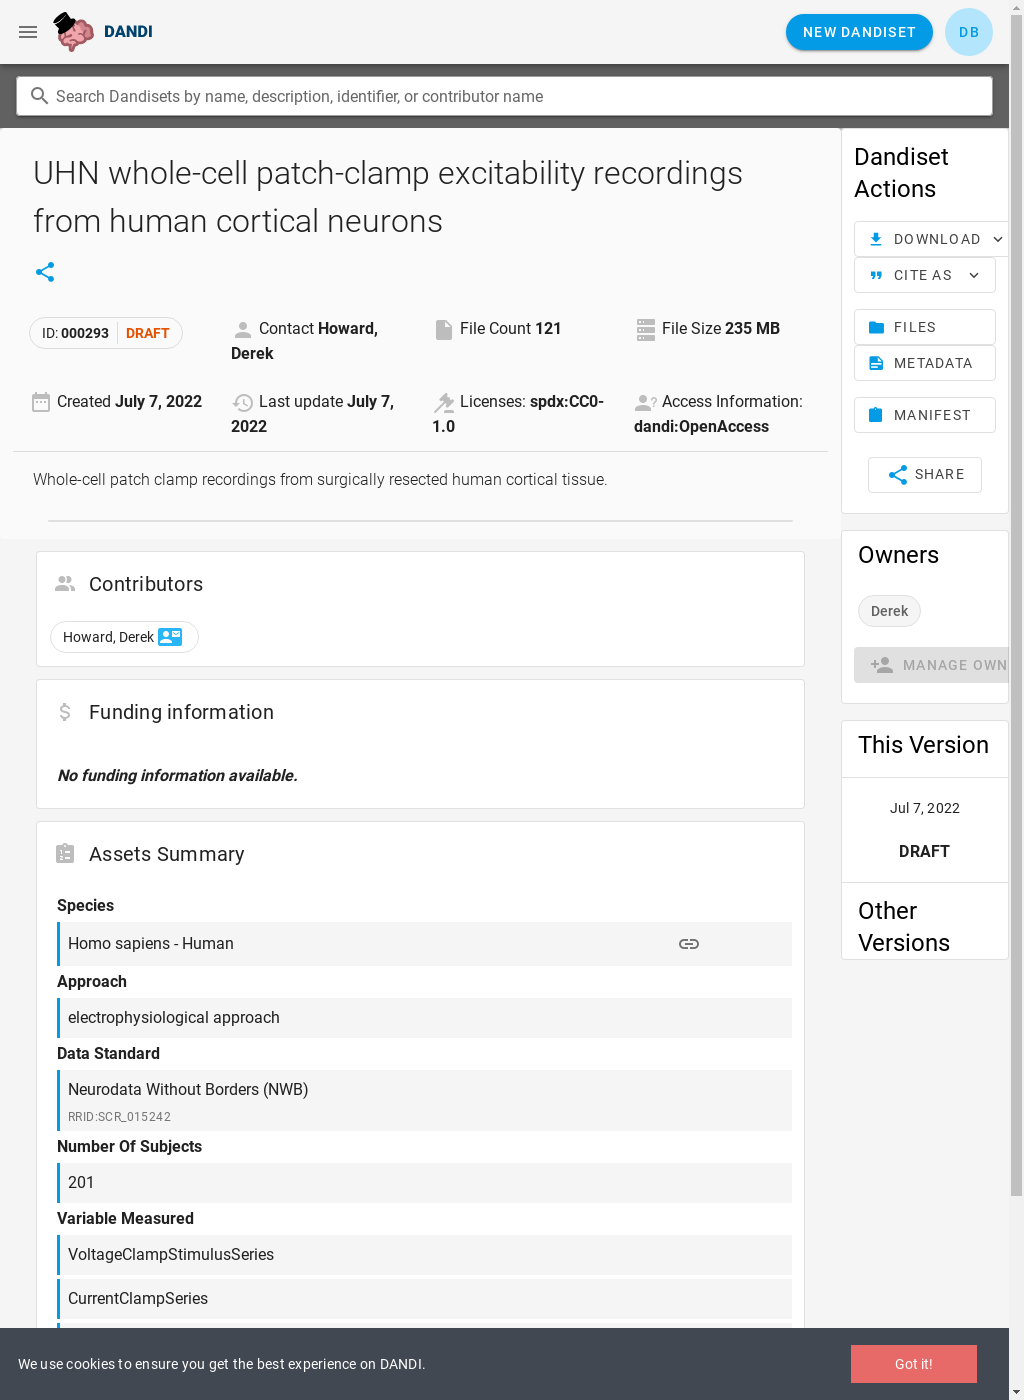 DANDI
NEW DANDISET
DB
Search Dandisets by name, description, identifier, or contributor name
UHN whole-cell patch-clamp excitability recordings
from human cortical neurons
ID: 000293 DRAFT
Contact Howard,
Derek
File Count 121
File Size 235 MB
Created July 7, 2022
Last update July 7,
2022
Licenses: spdx:CC0-
1.0
Access Information:
dandi:OpenAccess
Whole-cell patch clamp recordings from surgically resected human cortical tissue.
Contributors
Howard, Derek
Funding information
No funding information available.
Assets Summary
Species
Homo sapiens - Human
Approach
electrophysiological approach
Data Standard
Neurodata Without Borders (NWB)
RRID:SCR_015242
Number Of Subjects
201
Variable Measured
VoltageClampStimulusSeries
CurrentClampSeries
Dandiset
Actions
DOWNLOAD
CITE AS
FILES
METADATA
MANIFEST
SHARE
Owners
Derek
MANAGE OWN
This Version
Jul 7, 2022
DRAFT
Other
Versions
We use cookies to ensure you get the best experience on DANDI.
Got it!